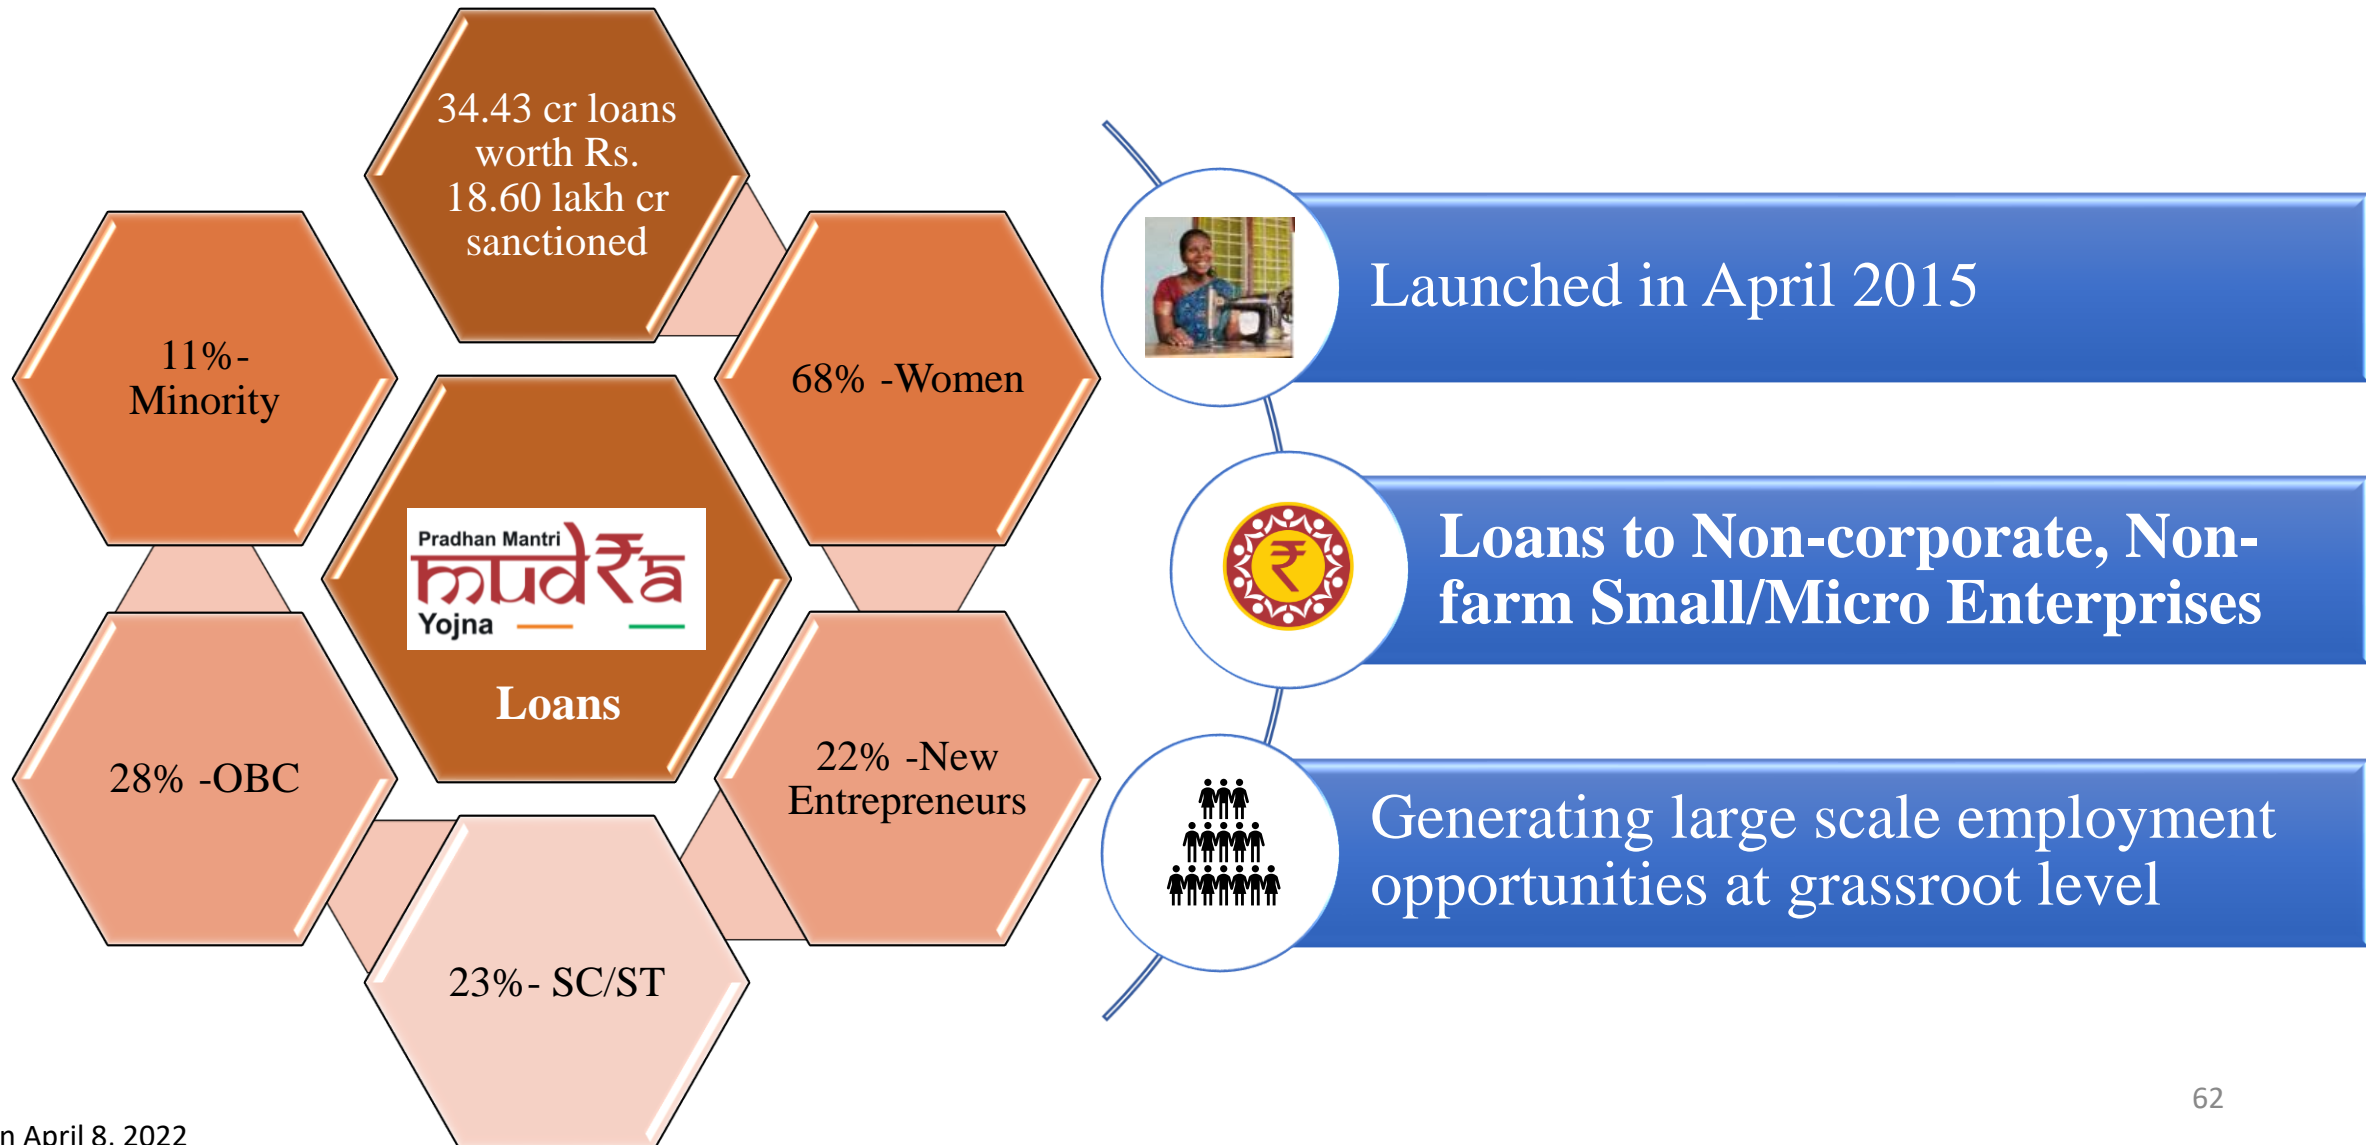 34.43 cr loans
worth Rs.
18.60 lakh cr
sanctioned
11%-
Minority
68% -Women
Pradhan Mantri
mudra
Yojna
Loans
28% -OBC
22% -New
Entrepreneurs
23%- SC/ST
Launched in April 2015
₹
Loans to Non-corporate, Non-
farm Small/Micro Enterprises
Generating large scale employment
opportunities at grassroot level
62
n April 8, 2022